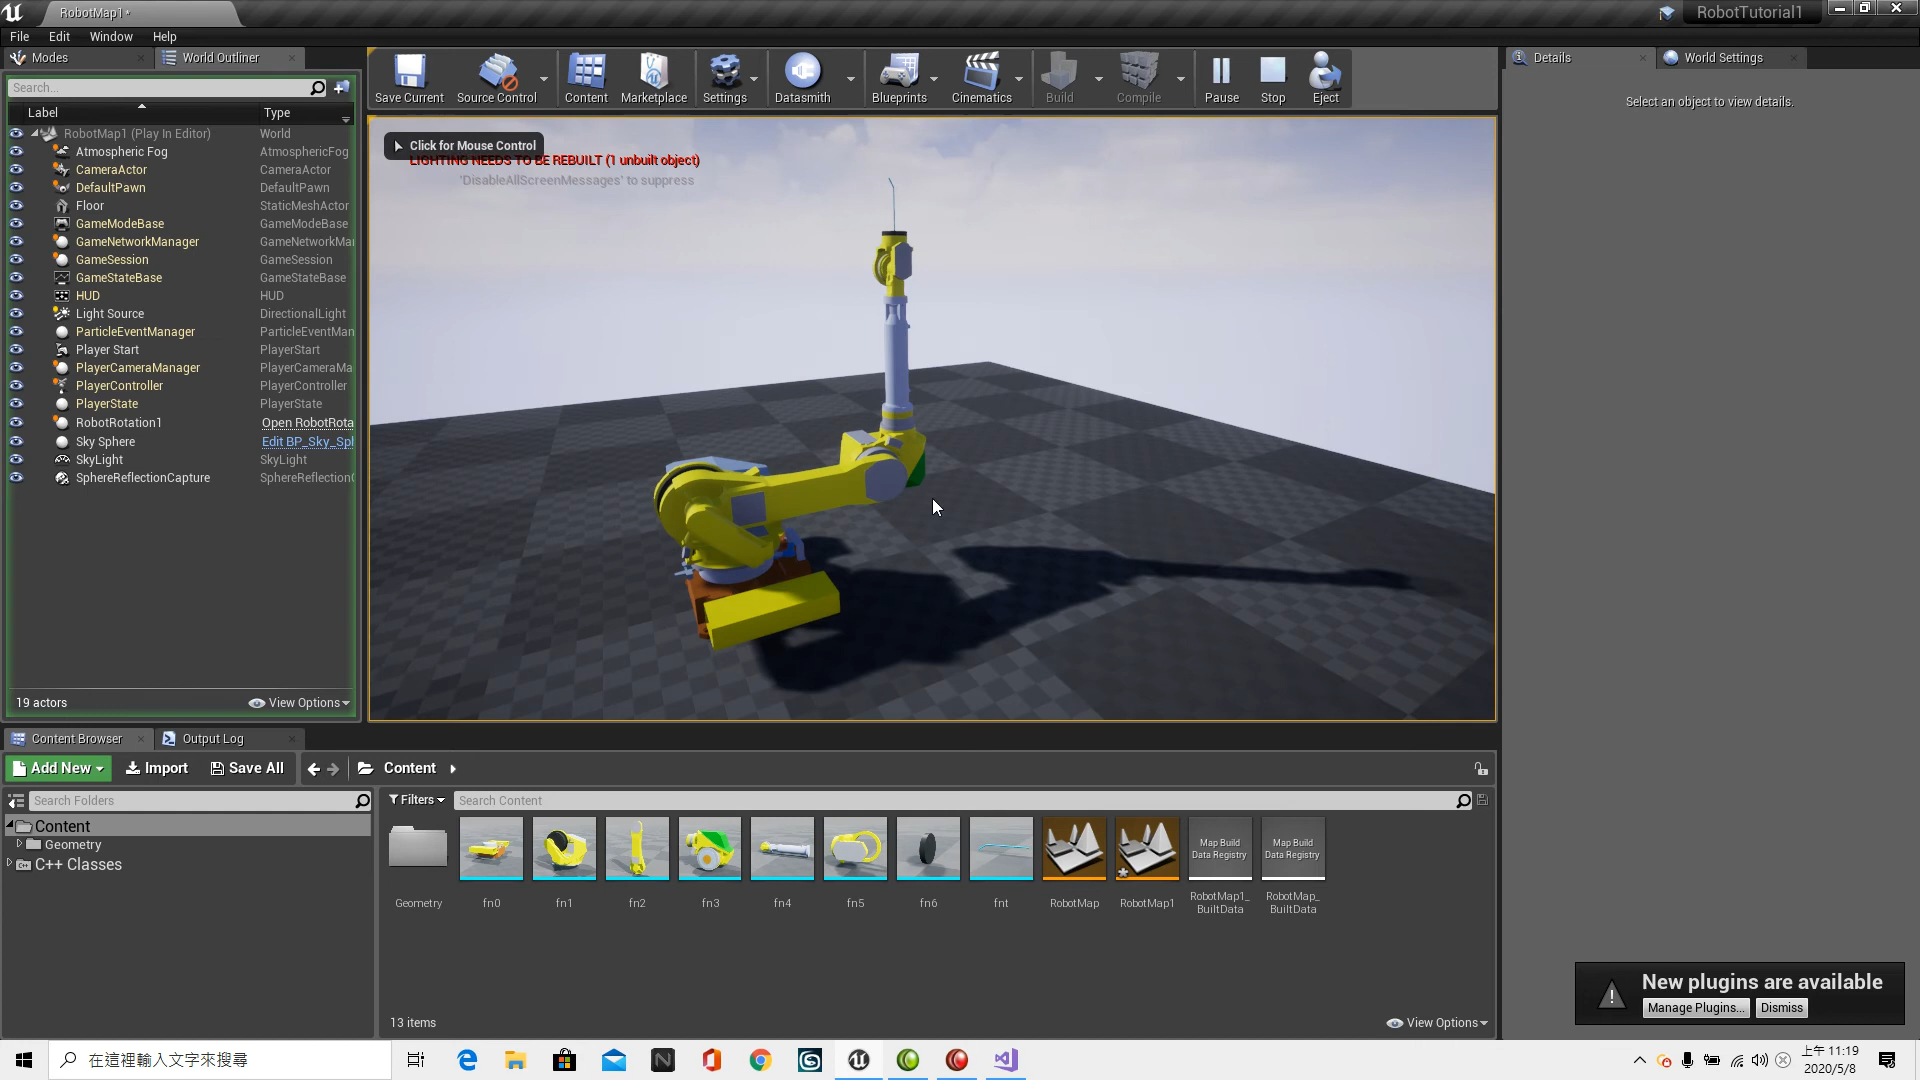 RobotMap1*
RobotTutorial1
File Edit Window Help
Modes
World Outliner
Search...
Label Type
RobotMap1 (Play In Editor) World
Atmospheric Fog AtmosphericFog
CameraActor CameraActor
DefaultPawn DefaultPawn
Floor StaticMeshActor
GameModeBase GameModeBase
GameNetworkManager GameNetworkMa
GameSession GameSession
GameStateBase GameStateBase
HUD HUD
Light Source DirectionalLight
ParticleEventManager ParticleEventMan
Player Start PlayerStart
PlayerCameraManager PlayerCameraMa
PlayerController PlayerController
PlayerState PlayerState
RobotRotation1 Open RobotRota
Sky Sphere Edit BP_Sky_Sp
SkyLight SkyLight
SphereReflectionCapture SphereReflection
19 actors
View Options
Save Current
Source Control
Content
Marketplace
Settings
Datasmith
Blueprints
Cinematics
Build
Compile
Pause
Stop
Eject
Click for Mouse Control
LIGHTING NEEDS TO BE REBUILT (1 unbuilt object)
'DisableAllScreenMessages' to suppress
Details
World Settings
Select an object to view details.
Content Browser
Output Log
Add New
Import
Save All
Content
Search Folders
Content
Geometry
C++ Classes
Filters
Search Content
Map Build
Data Registry
Map Build
Data Registry
Geometry
fn0
fn1
fn2
fn3
fn4
fn5
fn6
fnt
RobotMap
RobotMap1
RobotMap1_
BuiltData
RobotMap_
BuiltData
13 items
View Options
New plugins are available
Manage Plugins...
Dismiss
在這裡輸入文字來搜尋
上午 11:19
2020/5/8